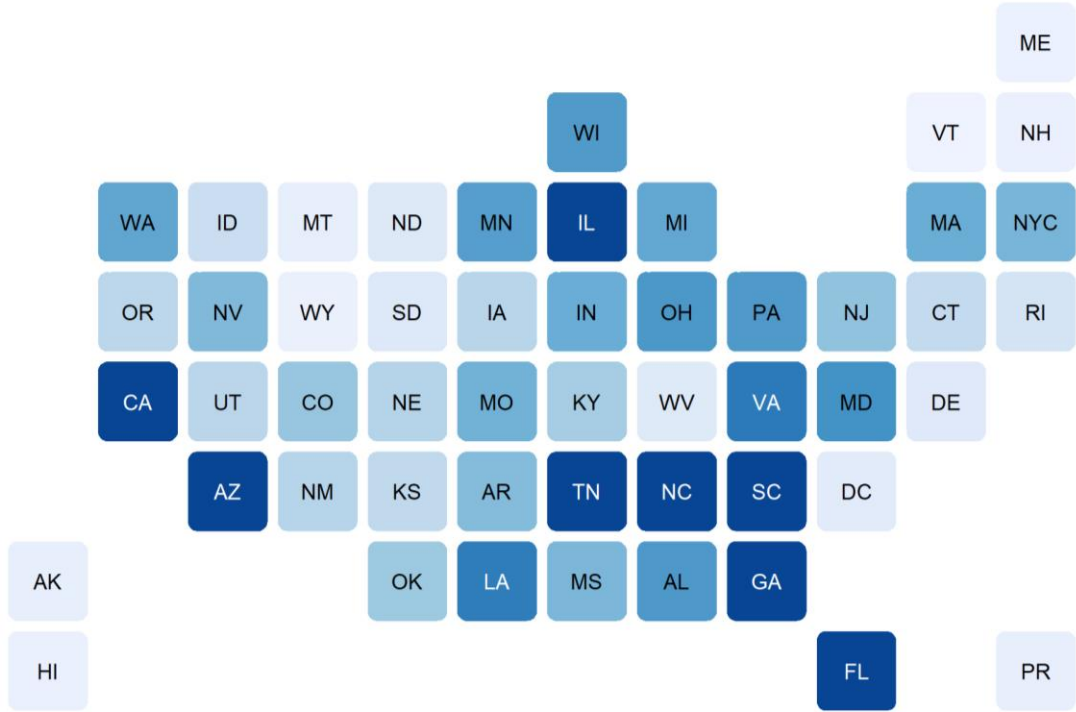 ME
WI VT NH
WA ID MT ND MN IL MI MA NYC
OR NV WY SD IA IN OH PA NJ CT RI
CA UT CO NE MO KY WV VA MD DE
AZ NM KS AR TN NC SC DC
AK OK LA MS AL GA
HI FL PR